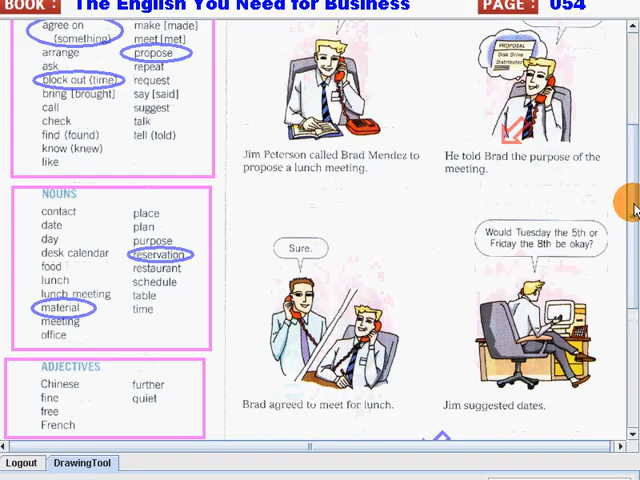 BOOK :
The English You Need for Business
PAGE :
054
agree on
(something)
arrange
ask
block out (time)
bring [brought]
call
check
find (found)
know (knew)
like
make [made]
meet [met]
propose
repeat
request
say [said]
suggest
talk
tell (told)
NOUNS
contact
date
day
desk calendar
food
lunch
lunch meeting
material
meeting
office
place
plan
purpose
reservation
restaurant
schedule
table
time
ADJECTIVES
Chinese
fine
free
French
further
quiet
Jim Peterson called Brad Mendez to
propose a lunch meeting.
PROPOSAL
Disk Drive
Distributor
He told Brad the purpose of the
meeting.
Sure.
Brad agreed to meet for lunch.
Would Tuesday the 5th or
Friday the 8th be okay?
Jim suggested dates.
Logout
DrawingTool